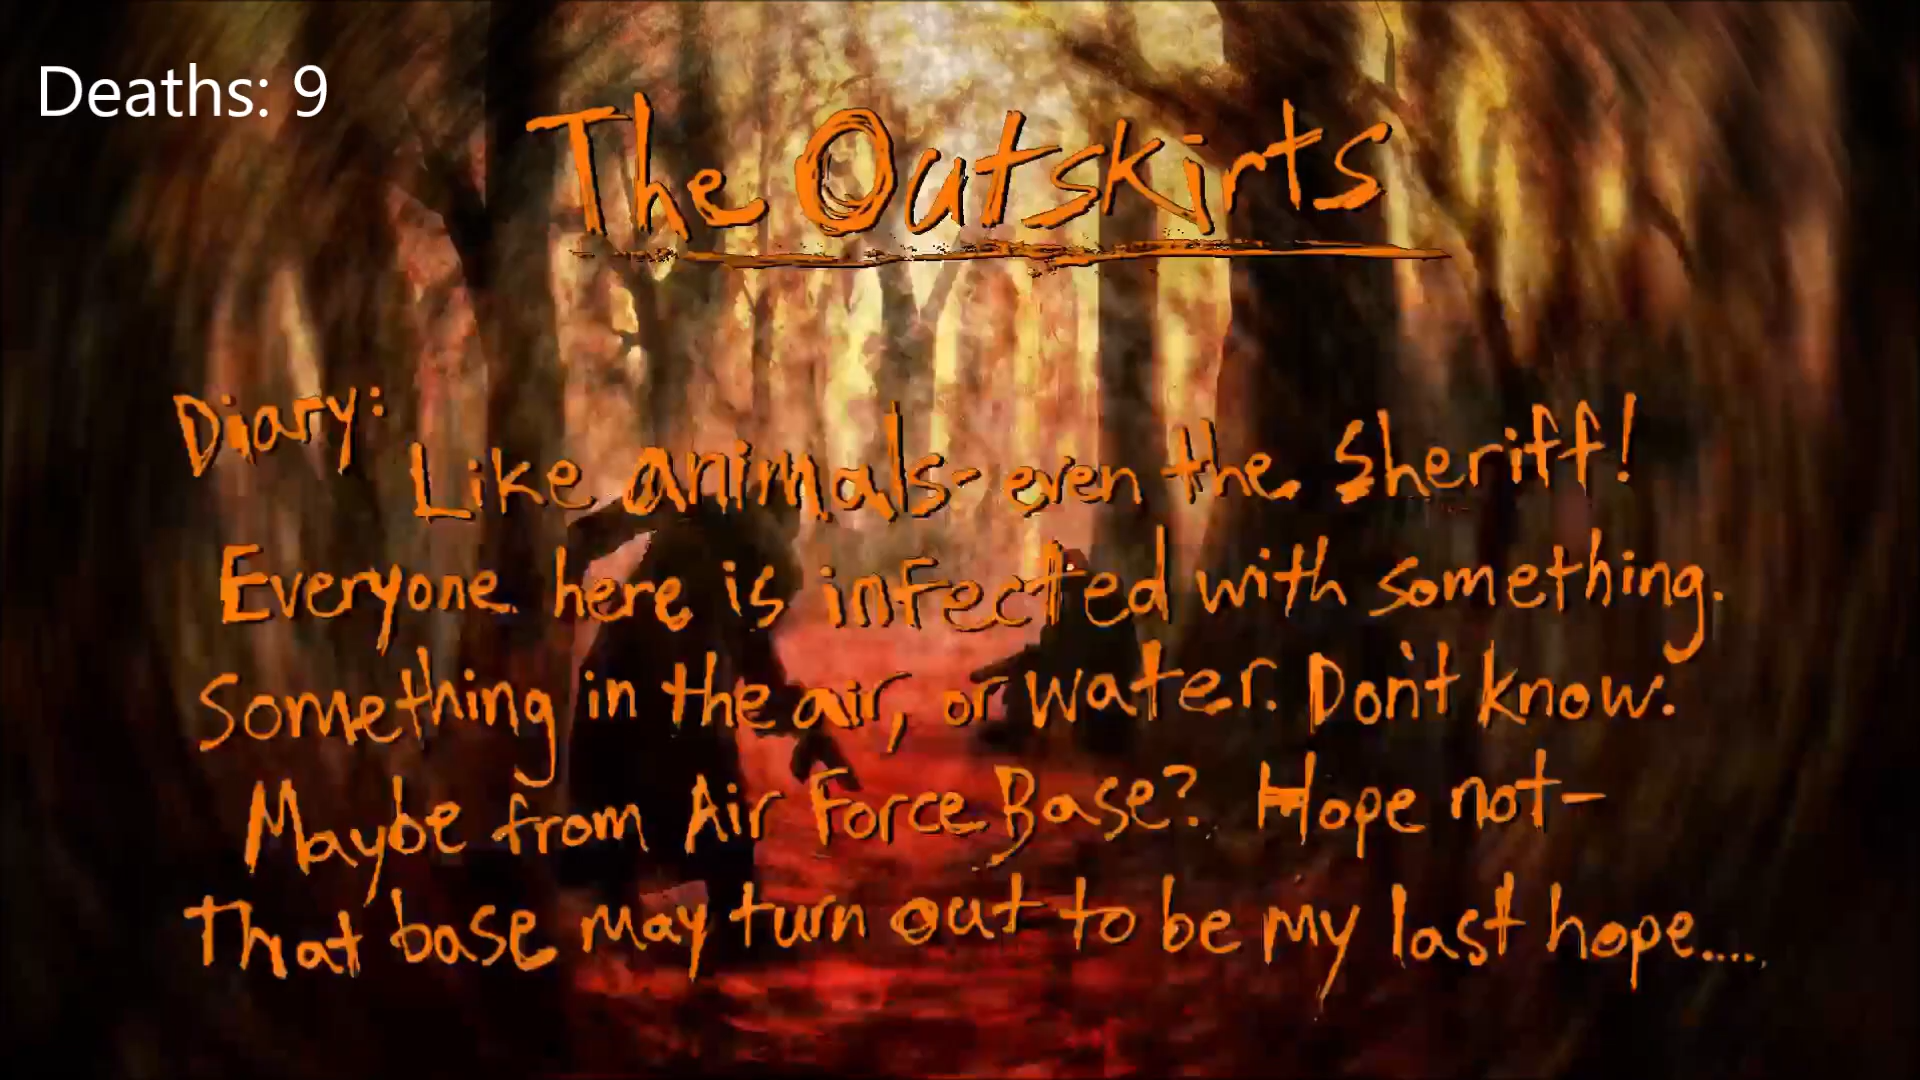 Deaths: 9
The Outskirts
Diary:
Like animals- even the Sheriff!
Everyone here is infected with something.
Something in the air, or water. Don't know.
Maybe from Air Force Base? Hope not-
That base may turn out to be my last hope....